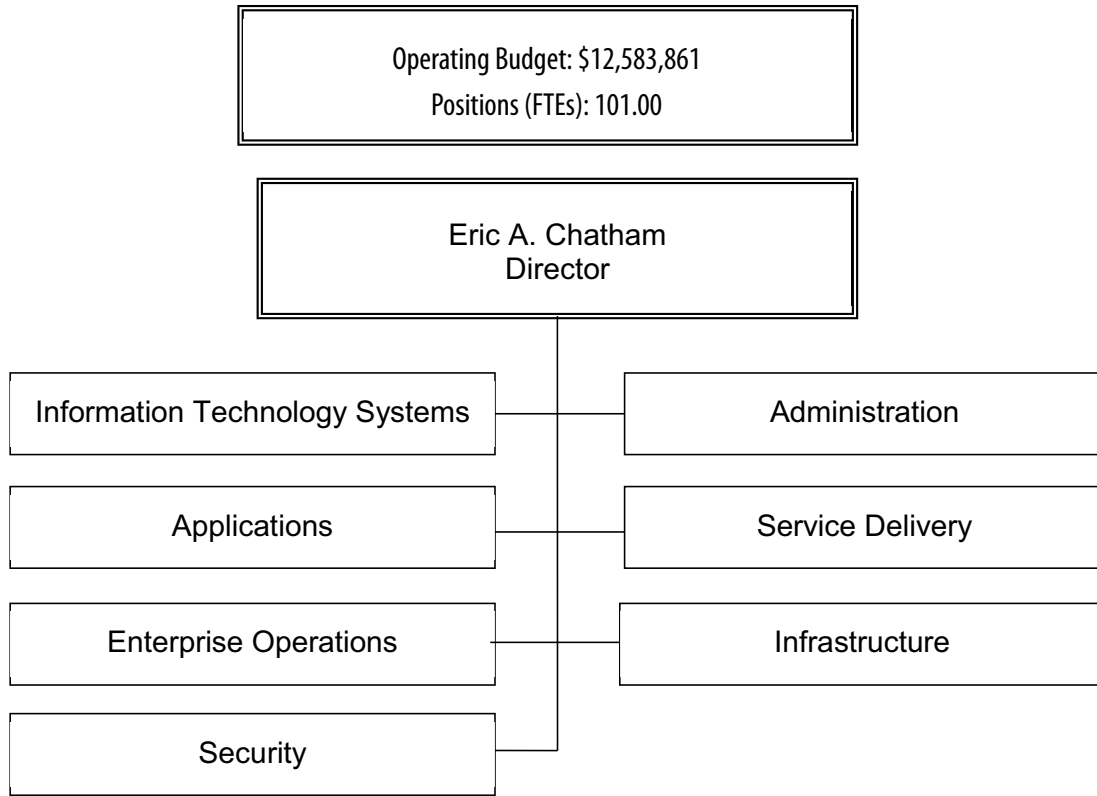 Operating Budget: $12,583,861
Positions (FTEs): 101.00
Eric A. Chatham
Director
Information Technology Systems
Administration
Applications
Service Delivery
Enterprise Operations
Infrastructure
Security